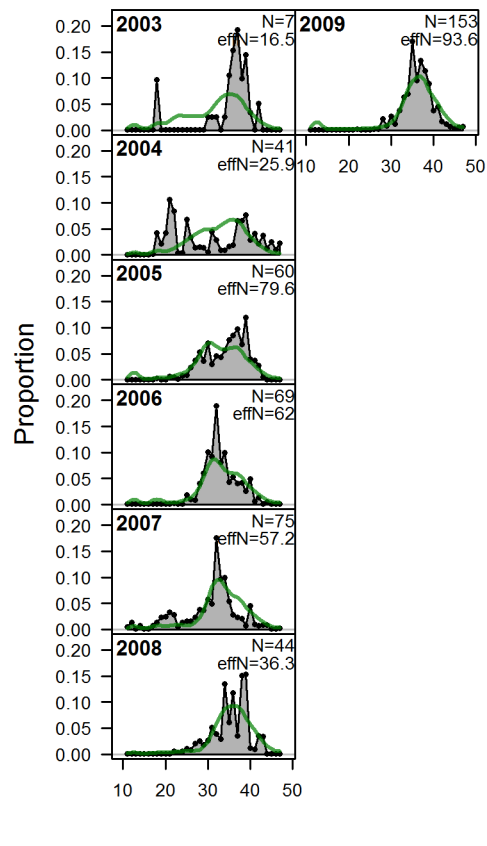 2003
N=7
effN=16.5
0.20
0.15
0.10
0.05
0.00
2009
N=153
effN=93.6
10 20 30 40 50
2004
N=41
effN=25.9
0.20
0.15
0.10
0.05
0.00
2005
N=60
effN=79.6
0.20
0.15
0.10
0.05
0.00
Proportion
2006
N=69
effN=62
0.20
0.15
0.10
0.05
0.00
2007
N=75
effN=57.2
0.20
0.15
0.10
0.05
0.00
2008
N=44
effN=36.3
0.20
0.15
0.10
0.05
0.00
10 20 30 40 50